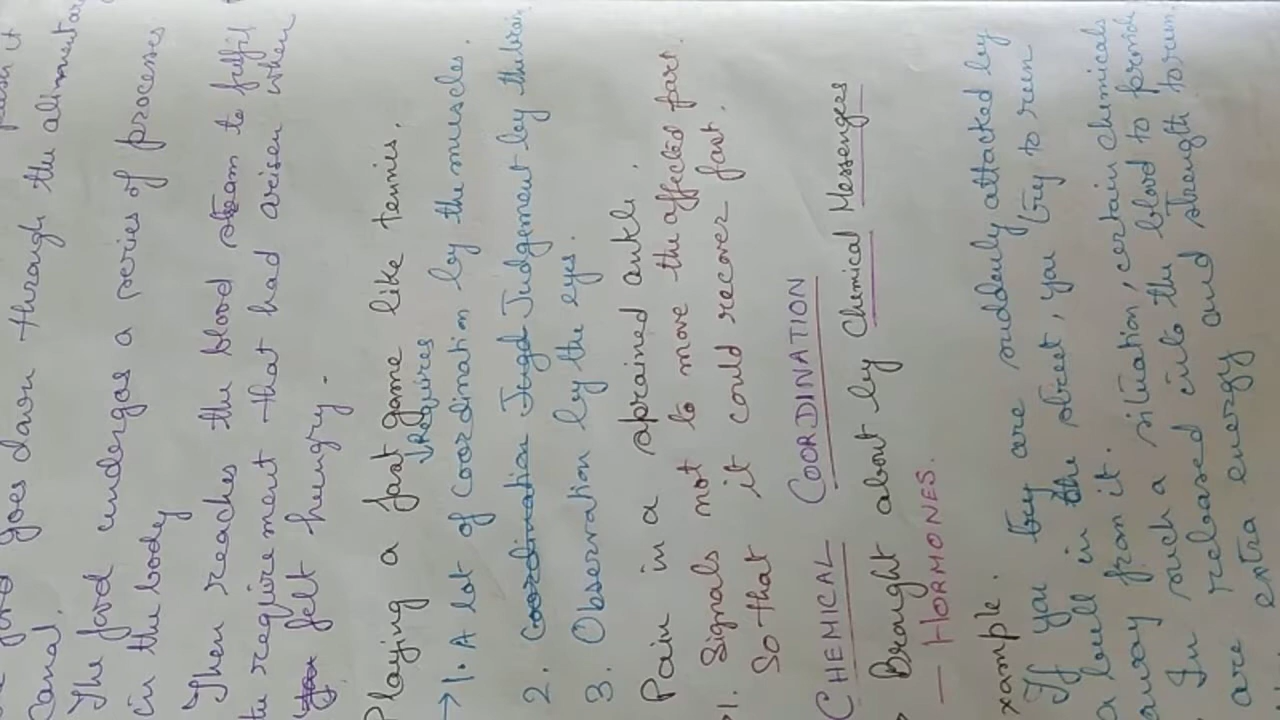 goes down through the alimentary
Canal.
The food undergoes a series of processes
in the body
Then reaches the blood stream to fulfil
requirement that had arisen when
felt hungry.
Playing a fast game like tennis.
Requires
→ 1. A lot of Coordination by the muscles.
2. Coordination Jugd Judgement by the brain
3. Observation by the eyes.
Pain in a sprained ankle.
1. Signals not to move the affected part.
So that it could recover fast.
CHEMICAL COORDINATION
Brought about by Chemical Messengers
— HORMONES.
xample.
If you try are suddenly attacked by
a bull in the street, you try to run
away from it.
In such a situation, certain chemicals
are released into the blood to provide
extra energy and strength to run.